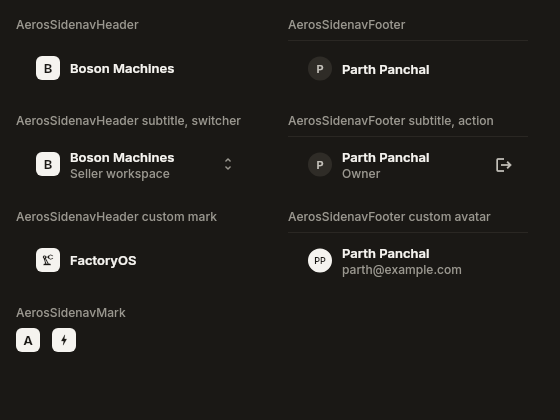 AerosSidenavHeader
B Boson Machines
AerosSidenavFooter
P Parth Panchal
AerosSidenavHeader subtitle, switcher
B Boson Machines
Seller workspace
AerosSidenavFooter subtitle, action
P Parth Panchal
Owner
AerosSidenavHeader custom mark
FactoryOS
AerosSidenavFooter custom avatar
PP Parth Panchal
parth@example.com
AerosSidenavMark
A